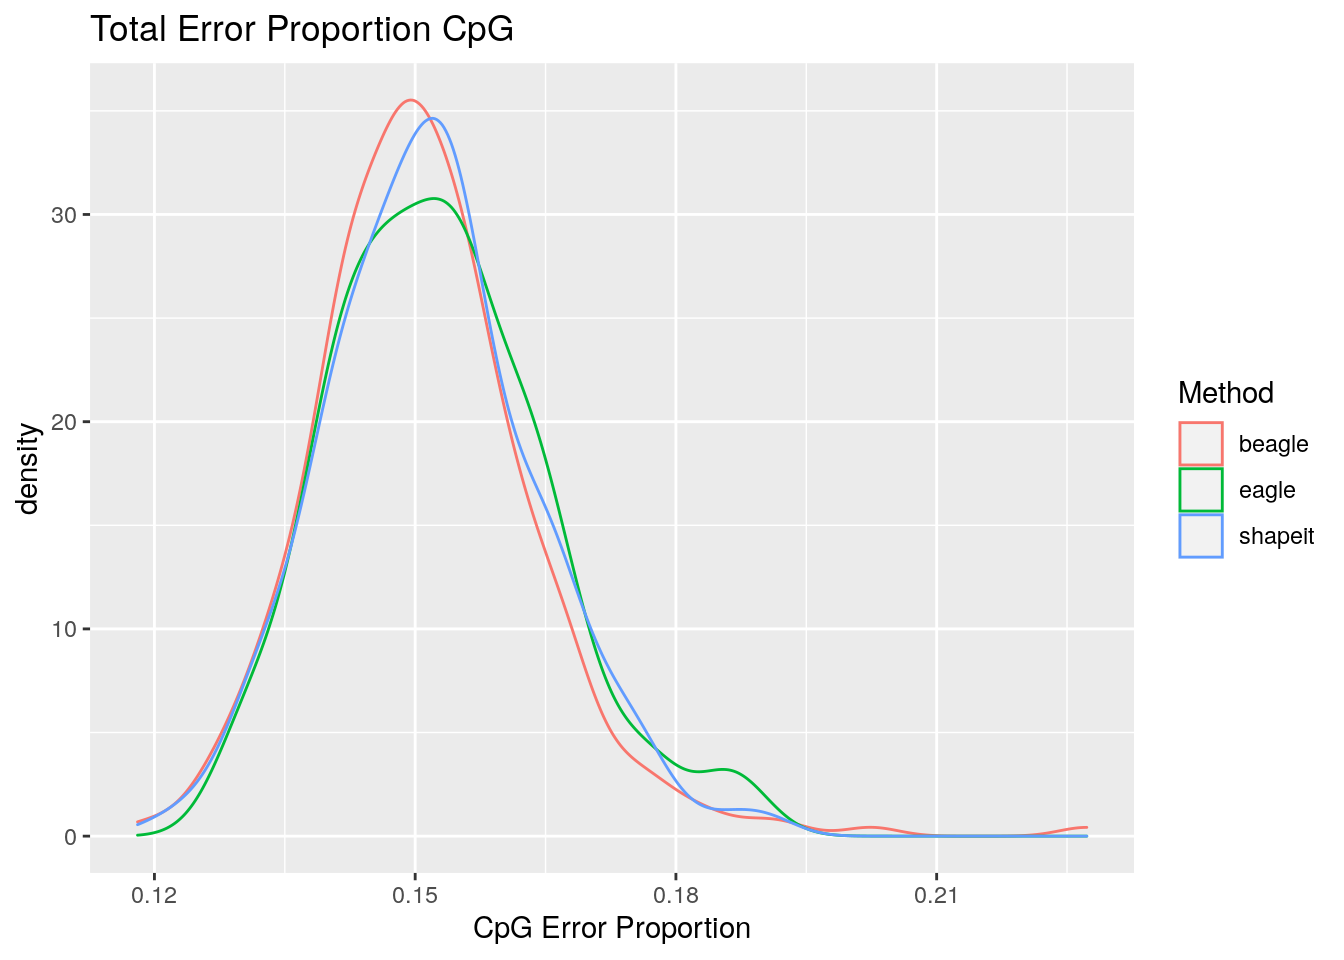 Total Error Proportion CpG
density
30
20
10
0
0.12 0.15 0.18 0.21
CpG Error Proportion
Method
beagle
eagle
shapeit